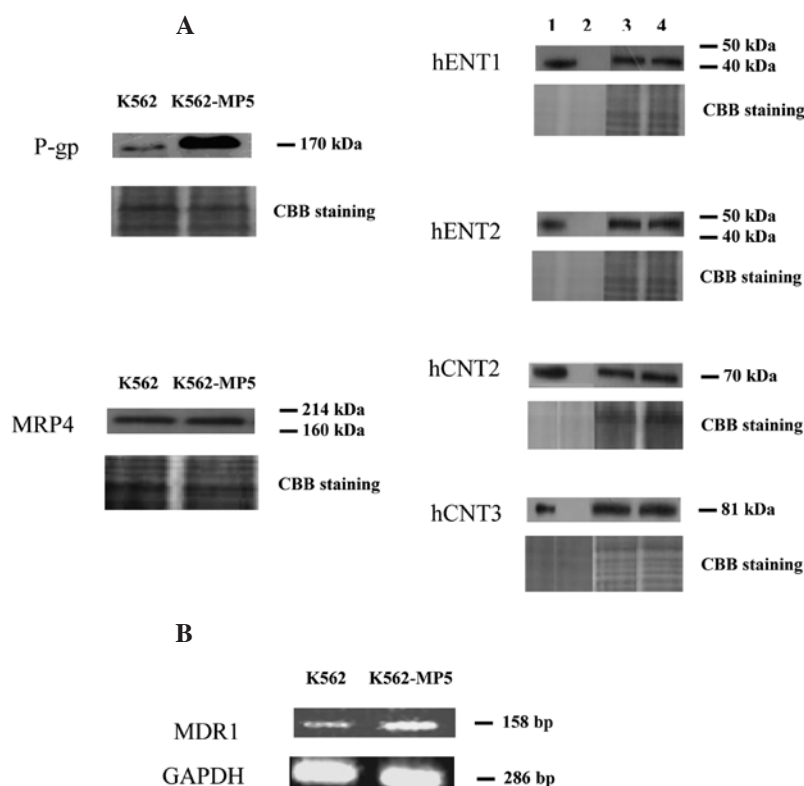 A
K562 K562-MP5
P-gp
170 kDa
CBB staining
K562 K562-MP5
MRP4
214 kDa
160 kDa
CBB staining
1 2 3 4
hENT1
50 kDa
40 kDa
CBB staining
hENT2
50 kDa
40 kDa
CBB staining
hCNT2
70 kDa
CBB staining
hCNT3
81 kDa
CBB staining
B
K562 K562-MP5
MDR1
158 bp
GAPDH
286 bp